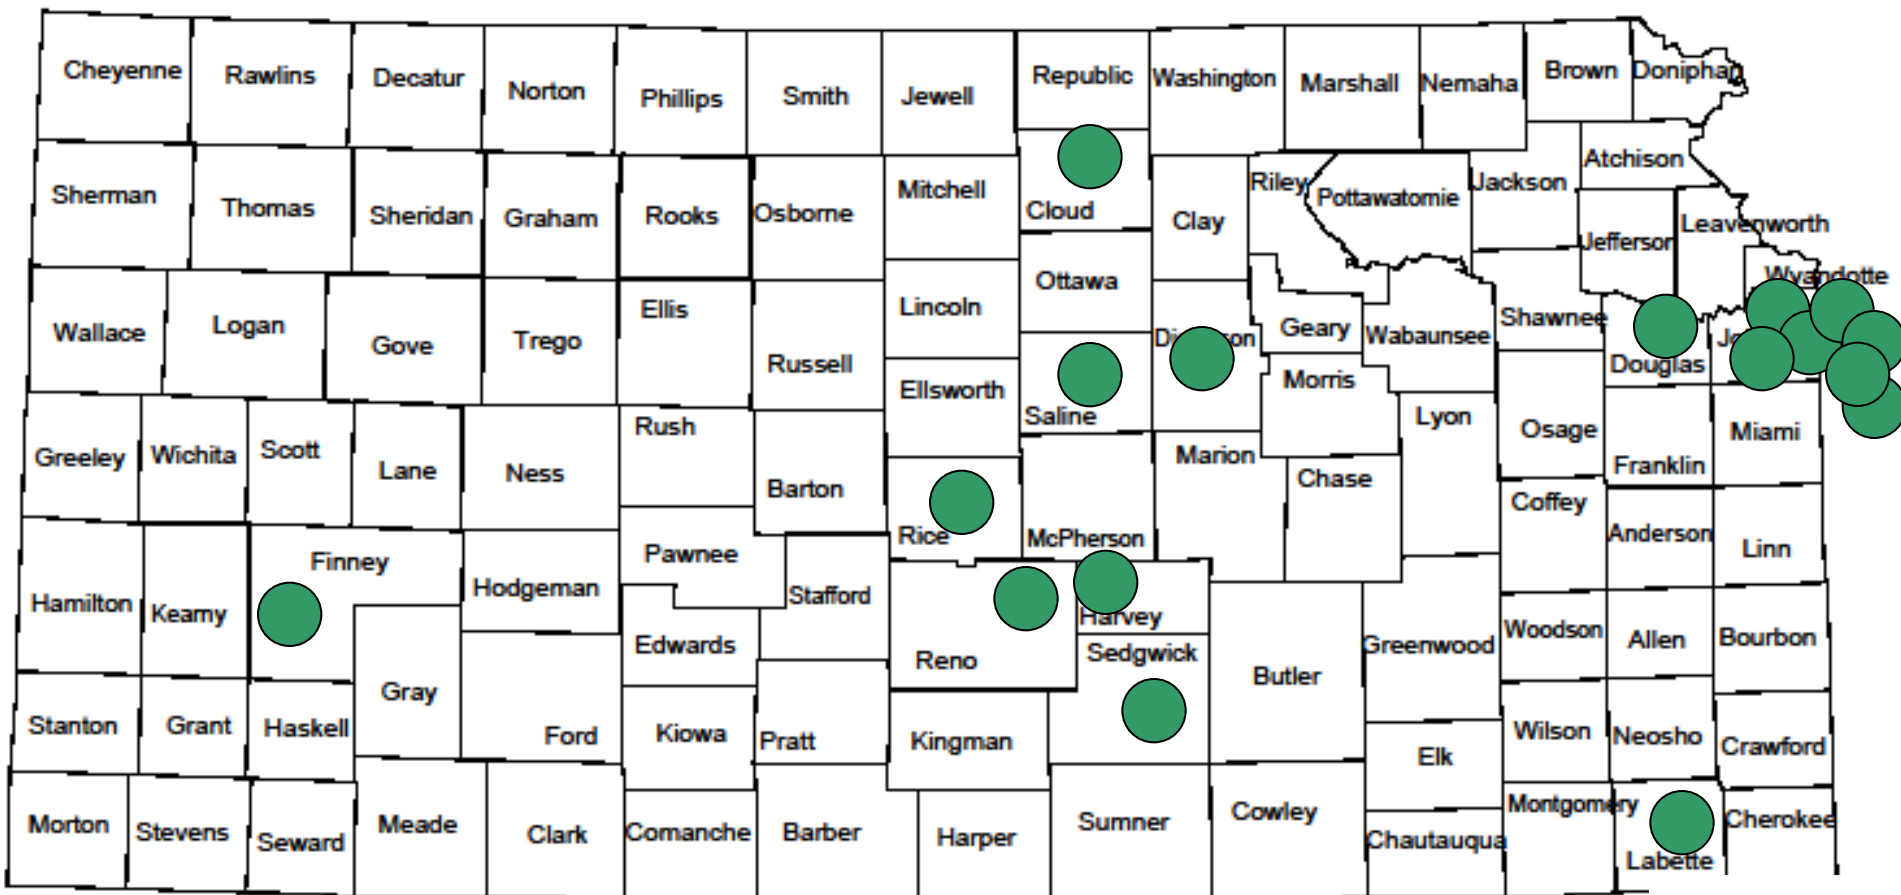 Cheyenne
Rawlins
Decatur
Norton
Phillips
Smith
Jewell
Republic
Washington
Marshall
Nemaha
Brown
Doniphan
Sherman
Thomas
Sheridan
Graham
Rooks
Osborne
Mitchell
Cloud
Clay
Riley
Pottawatomie
Jackson
Atchison
Jefferson
Leavenworth
Wyandotte
Wallace
Logan
Gove
Trego
Ellis
Russell
Lincoln
Ottawa
Geary
Wabaunsee
Shawnee
Douglas
Ellsworth
Saline
Morris
Lyon
Osage
Franklin
Miami
Greeley
Wichita
Scott
Lane
Ness
Rush
Barton
Rice
McPherson
Marion
Chase
Coffey
Anderson
Linn
Hamilton
Kearny
Finney
Hodgeman
Pawnee
Stafford
Edwards
Reno
Harvey
Sedgwick
Butler
Greenwood
Woodson
Allen
Bourbon
Stanton
Grant
Haskell
Gray
Ford
Kiowa
Pratt
Kingman
Elk
Wilson
Neosho
Crawford
Morton
Stevens
Seward
Meade
Clark
Comanche
Barber
Harper
Sumner
Cowley
Chautauqua
Montgomery
Labette
Cherokee